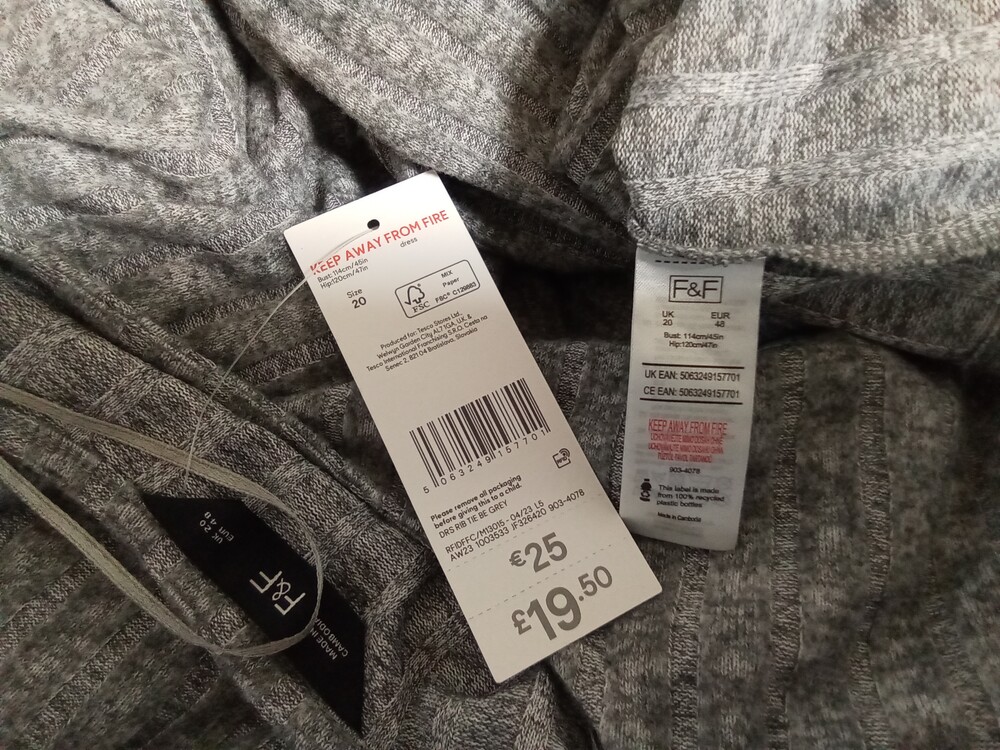 KEEP AWAY FROM FIRE
dress
Bust: 114cm/45in
Hip:120cm/47in
Size
20
FSC
MIX
Paper
FSC® C129883
Produced for: Tesco Stores Ltd.,
Welwyn Garden City AL7 1GA, U.K. &
Tesco International Franchising S.R.O. Cesta na
Senec 2, 821 04 Bratislava, Slovakia
5 063249 157701
Please remove all packaging
before giving this to a child.
DRS RIB TIE BE GREY
RFIDFFC/M13015 - 04/23 L5
AW23 1003533 JF326420 903-4078
€25
£19.50
F&F
UK EUR
20 48
Bust: 114cm/45in
Hip:120cm/47in
UK EAN: 5063249157701
CE EAN: 5063249157701
KEEP AWAY FROM FIRE
903-4078
This label is made
from 100% recycled
plastic bottles
Made in Cambodia
UK 20
EUR 48
F&F
MADE IN
CAMBODIA